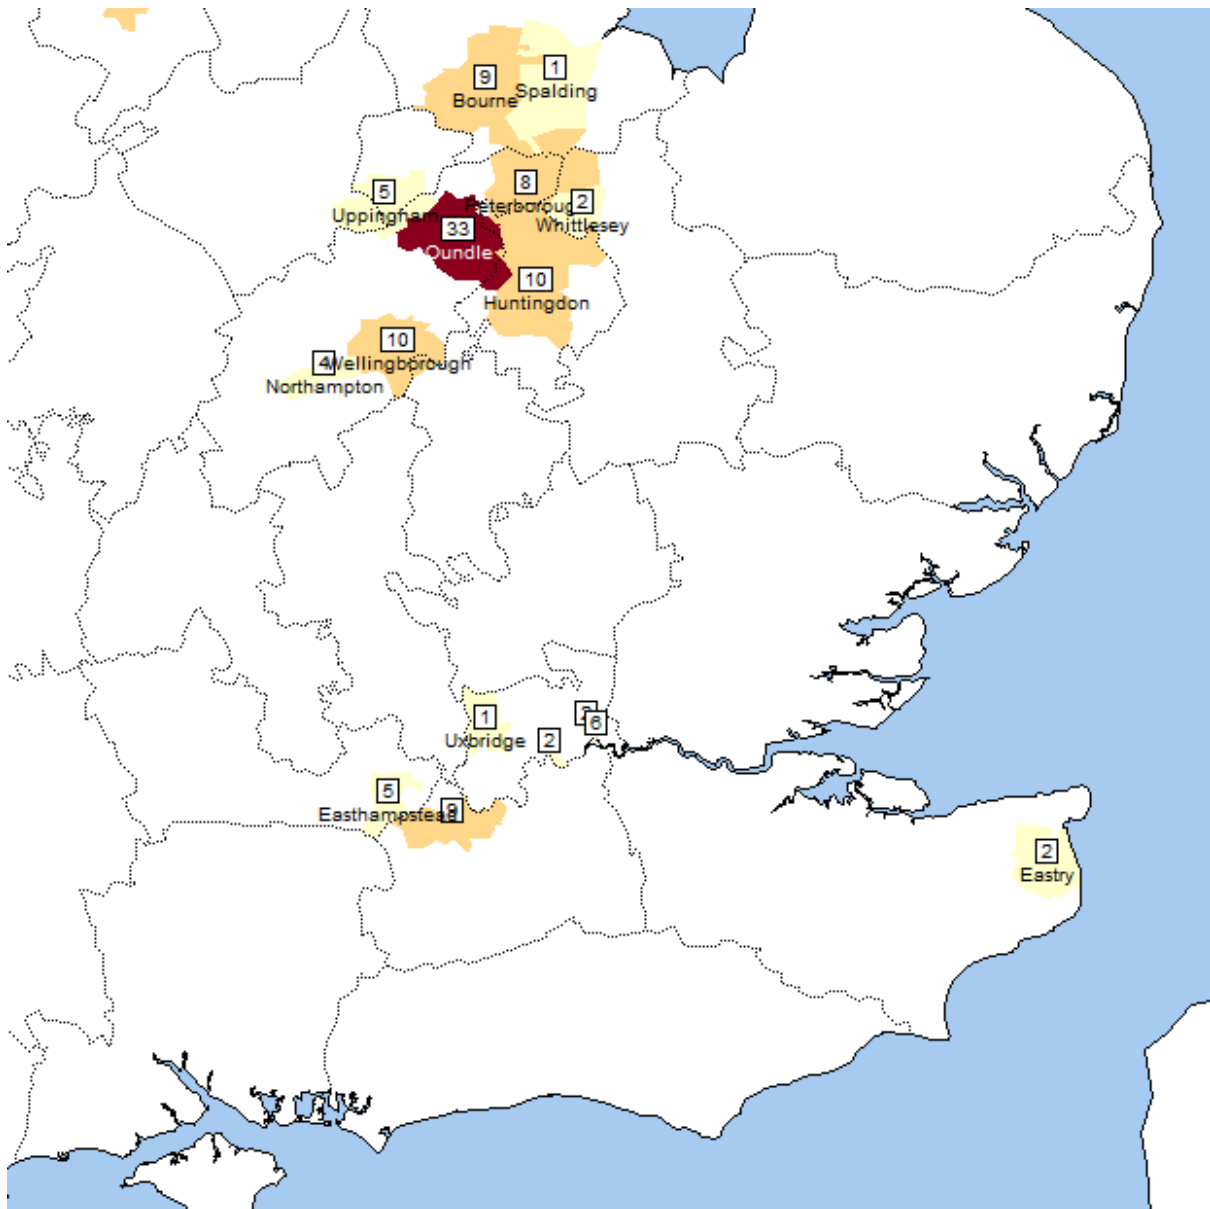 9
Bourne
1
Spalding
5
Uppingham
8
Peterborough
2
Whittlesey
33
Oundle
10
Huntingdon
10
Wellingborough
4
Northampton
1
Uxbridge
2
6
5
Easthampstead
9
2
Eastry